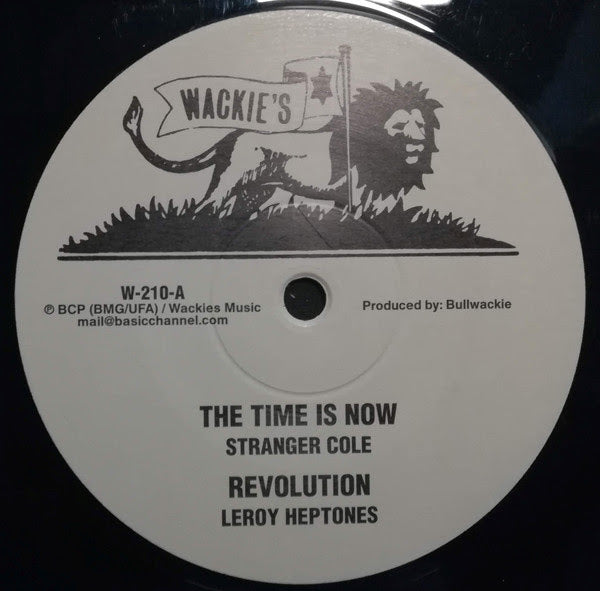 WACKIE'S
W-210-A
℗ BCP (BMG/UFA) / Wackies Music
mail@basicchannel.com
Produced by: Bullwackie
THE TIME IS NOW
STRANGER COLE
REVOLUTION
LEROY HEPTONES